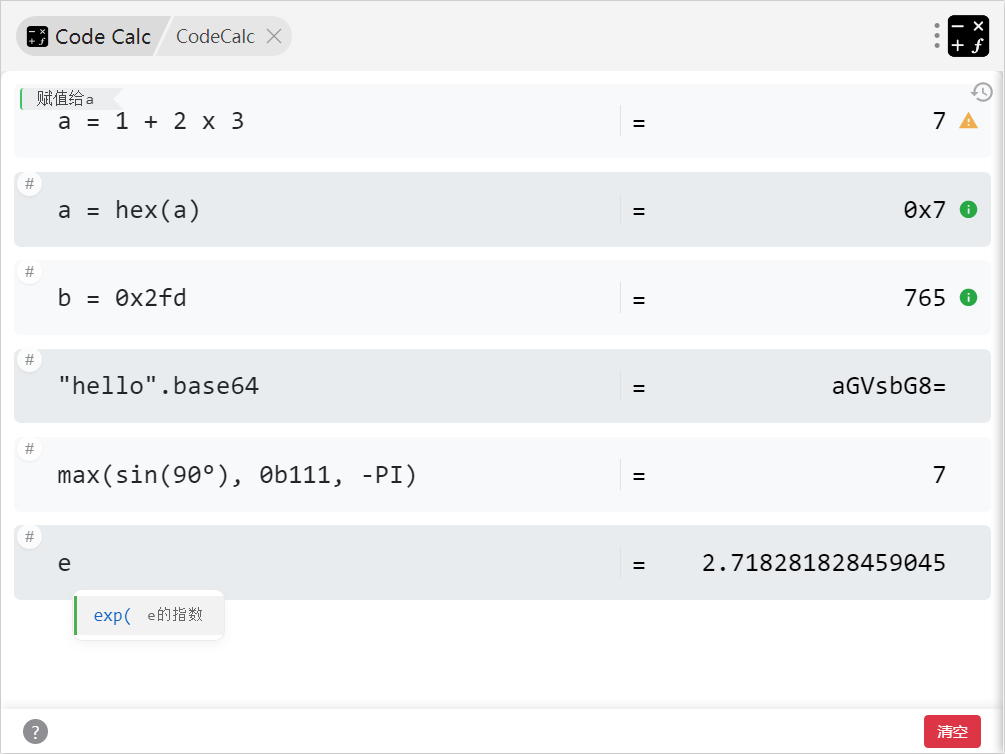 Code Calc CodeCalc
赋值给a
a = 1 + 2 x 3 = 7
#
a = hex(a) = 0x7
#
b = 0x2fd = 765
#
"hello".base64 = aGVsbG8=
#
max(sin(90°), 0b111, -PI) = 7
#
e = 2.718281828459045
exp( e的指数
? 清空